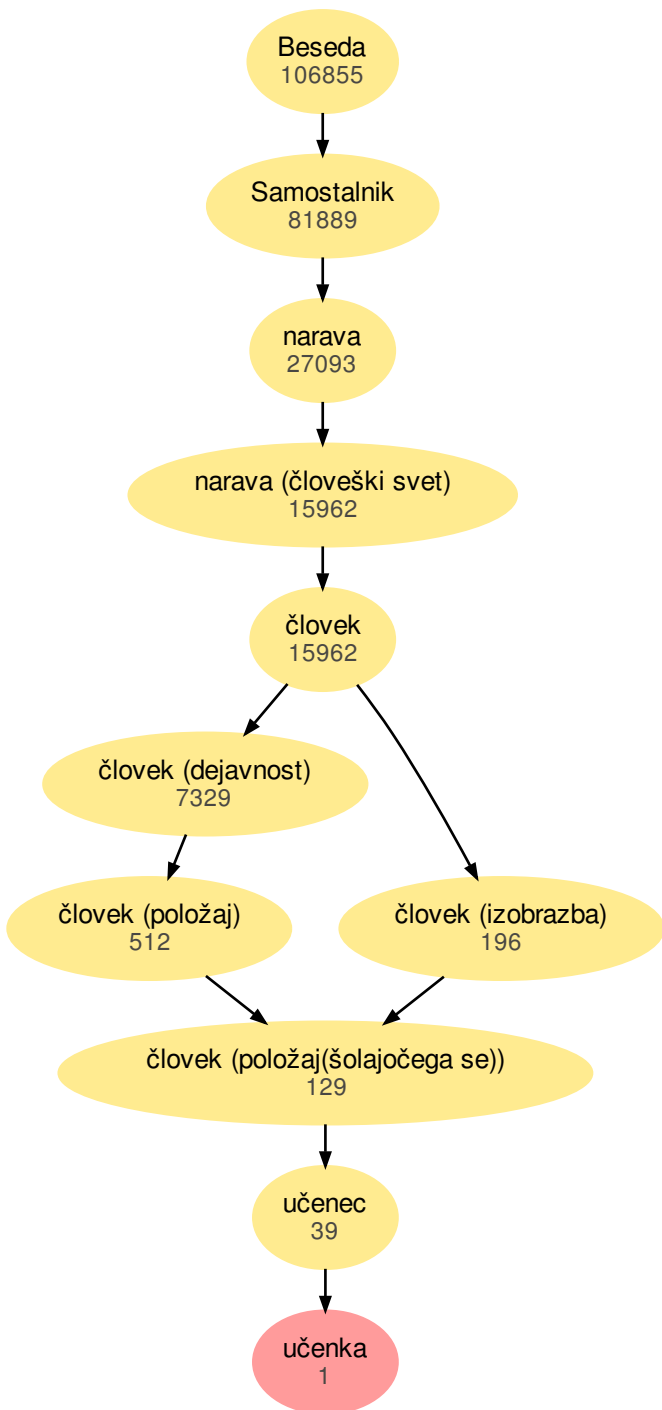 Beseda
106855
Samostalnik
81889
narava
27093
narava (človeški svet)
15962
človek
15962
človek (dejavnost)
7329
človek (položaj)
512
človek (izobrazba)
196
človek (položaj(šolajočega se))
129
učenec
39
učenka
1